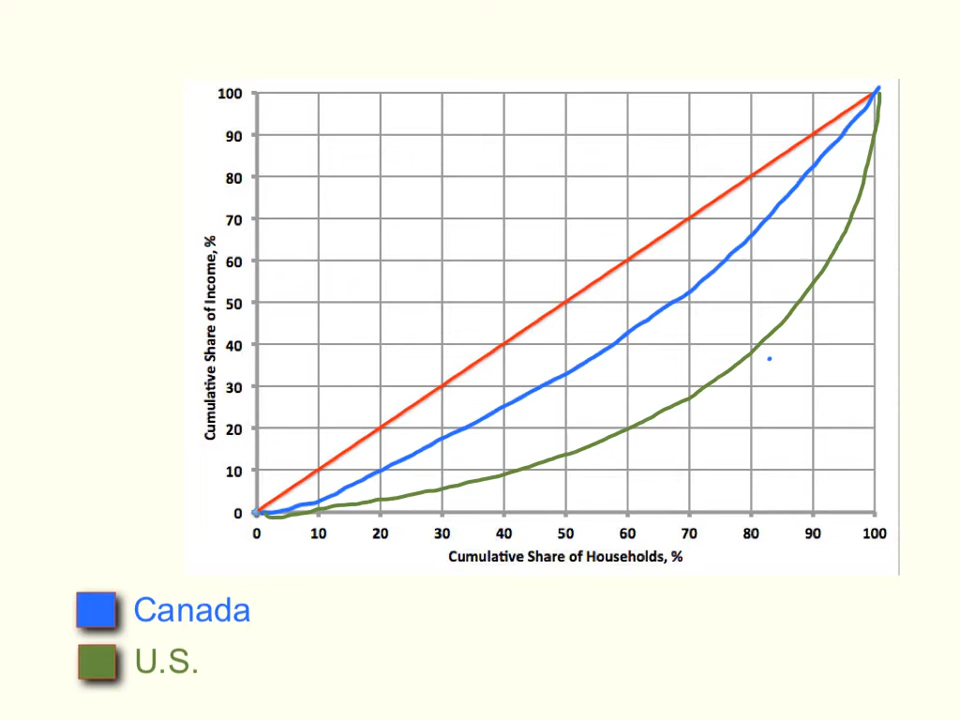 100
90
80
70
60
50
40
30
20
10
0
Cumulative Share of Income, %
0 10 20 30 40 50 60 70 80 90 100
Cumulative Share of Households, %
Canada
U.S.